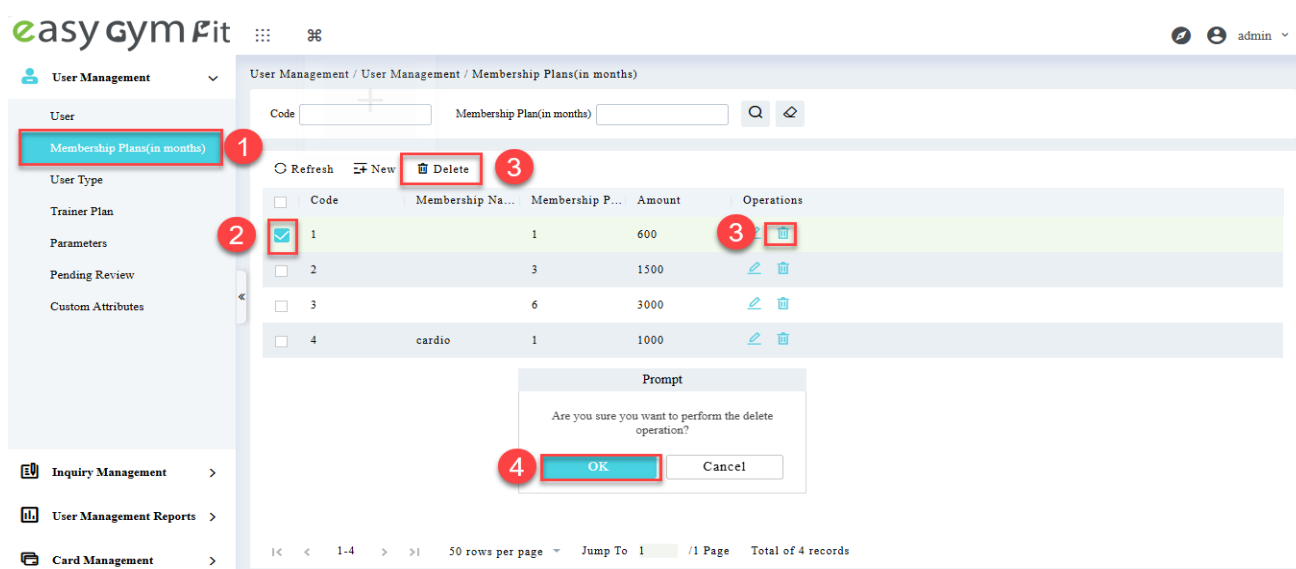 easy gym Fit
admin
User Management
User Management / User Management / Membership Plans(in months)
User
Membership Plans(in months)
1
User Type
Trainer Plan
Parameters
Pending Review
Custom Attributes
Inquiry Management
User Management Reports
Card Management
Code
Membership Plan(in months)
Refresh New Delete 3
Code Membership Na... Membership P... Amount Operations
2 1 1 600 3
2 3 1500
3 6 3000
4 cardio 1 1000
Prompt
Are you sure you want to perform the delete
operation?
4 OK Cancel
|< < 1-4 > >| 50 rows per page Jump To 1 /1 Page Total of 4 records